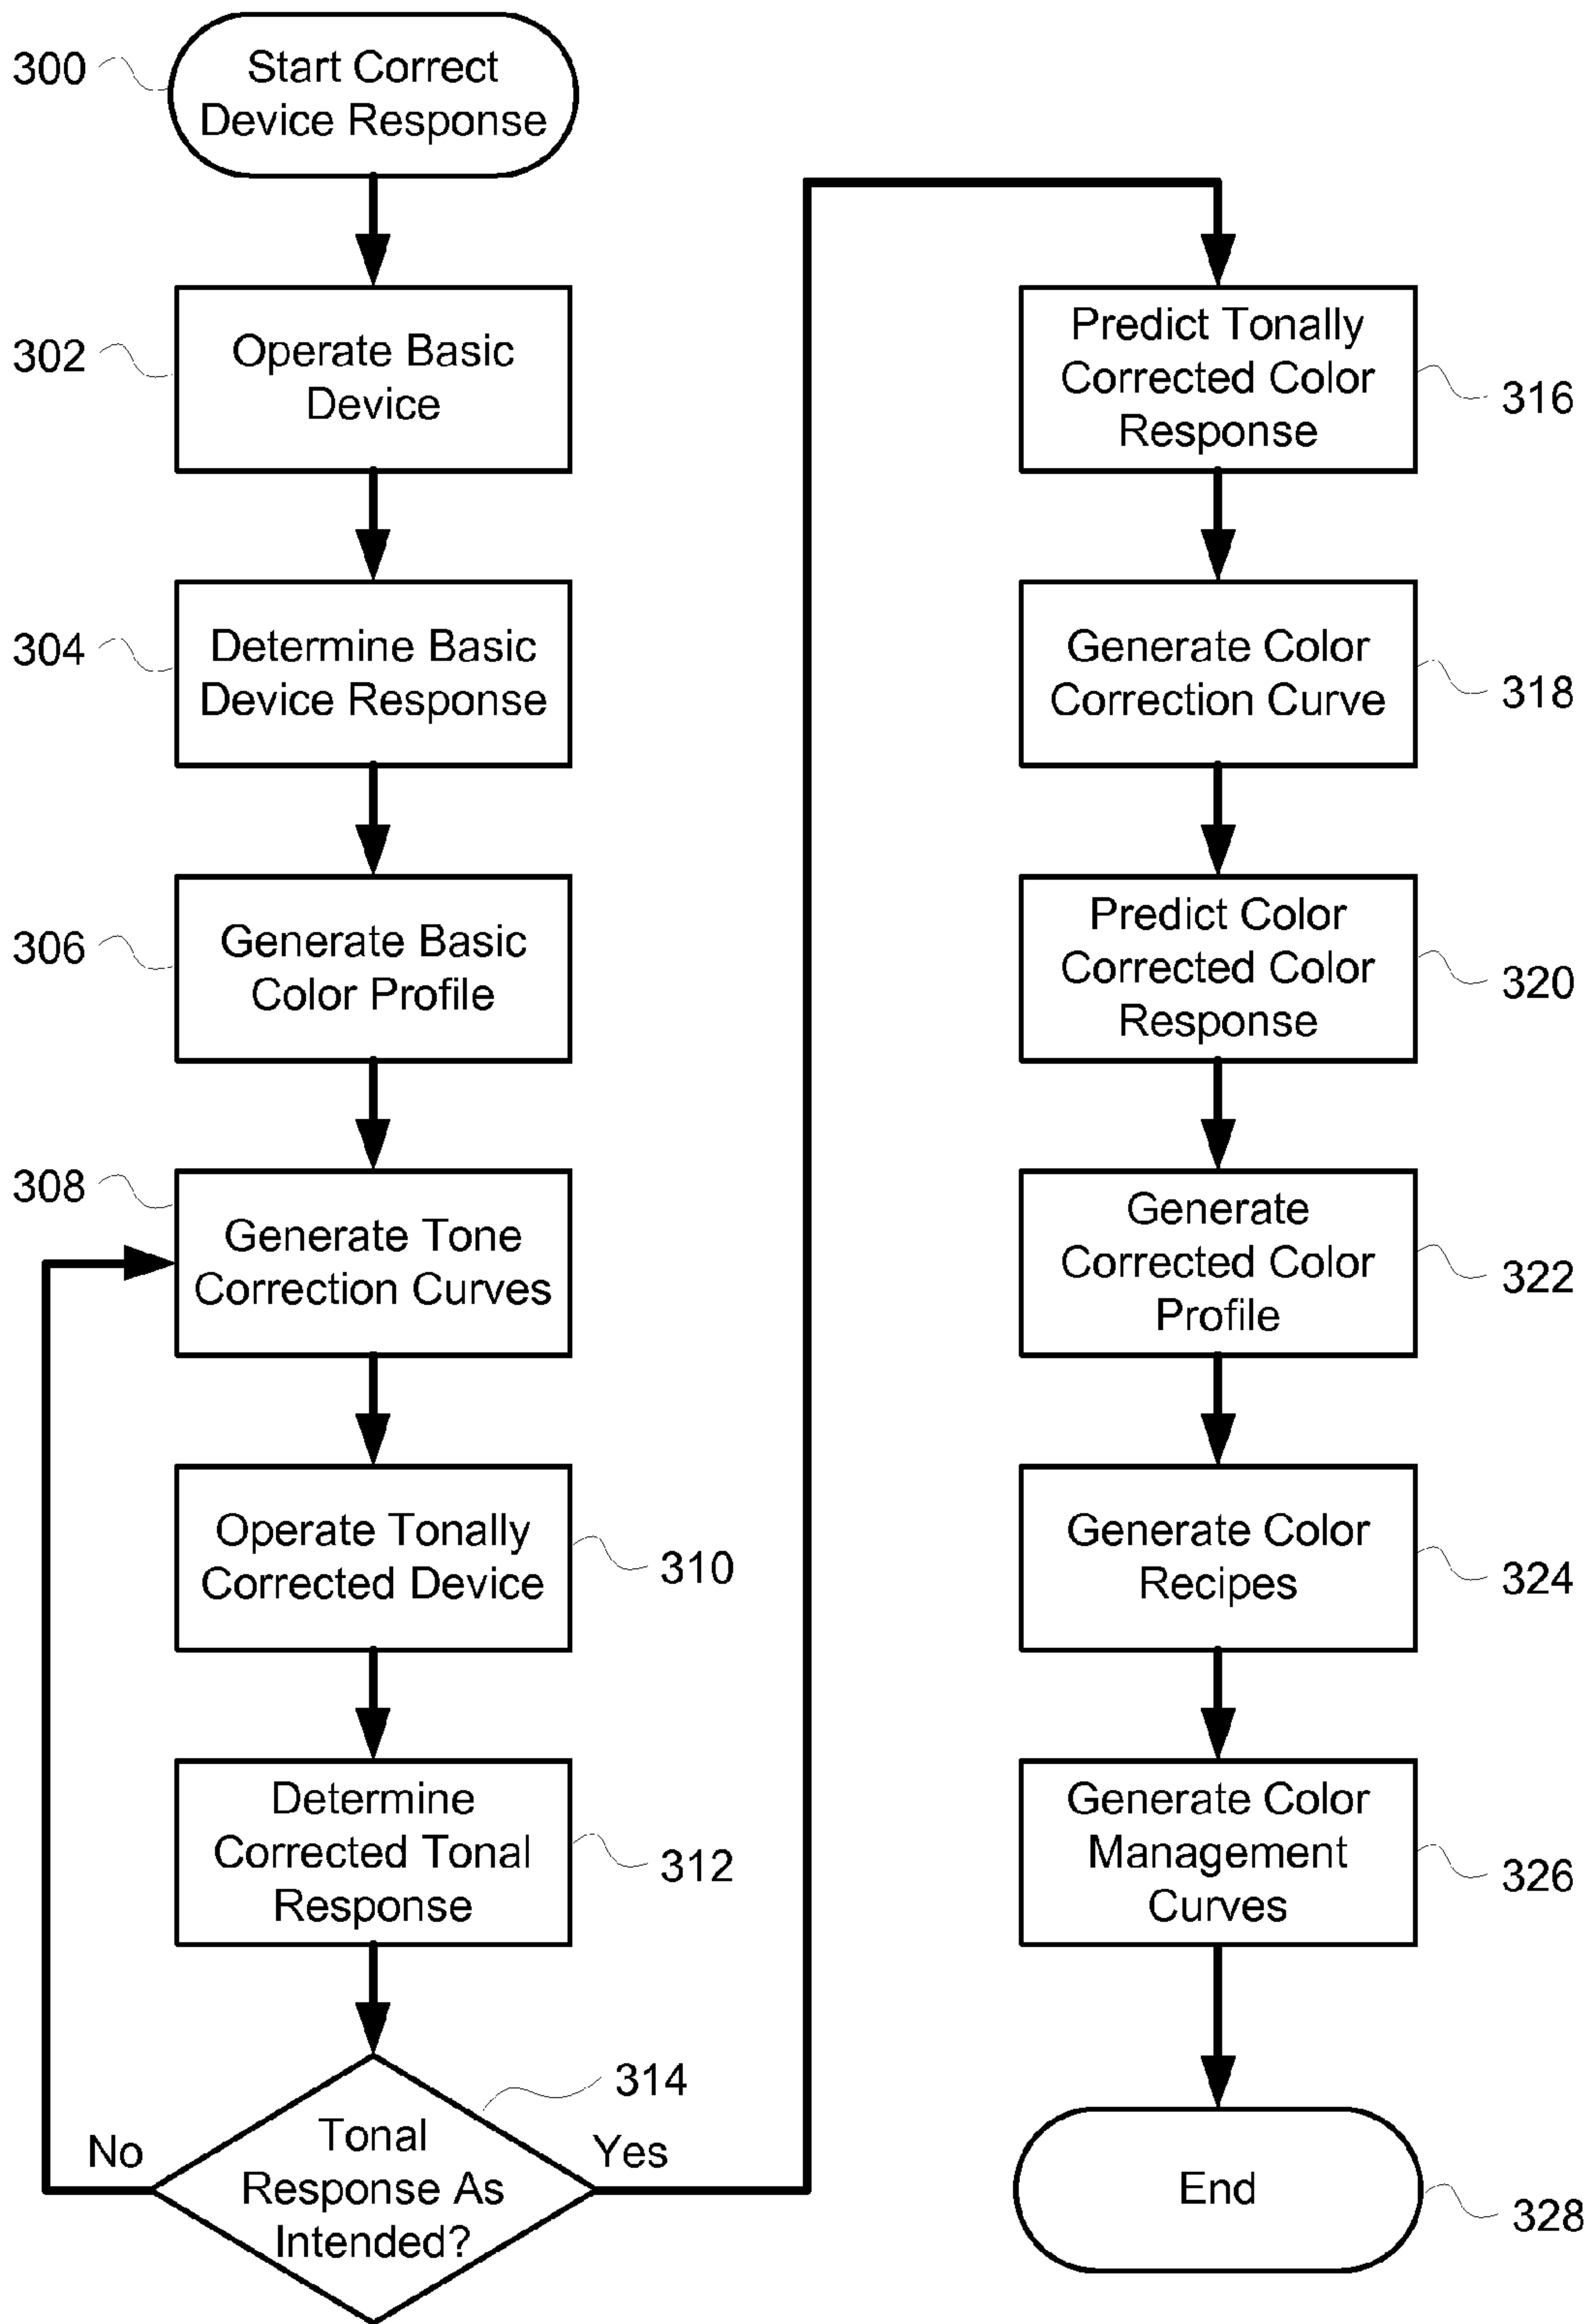 300
Start Correct
Device Response
302
Operate Basic
Device
304
Determine Basic
Device Response
306
Generate Basic
Color Profile
308
Generate Tone
Correction Curves
Operate Tonally
Corrected Device
310
Determine
Corrected Tonal
Response
312
314
No
Tonal
Response As
Intended?
Yes
Predict Tonally
Corrected Color
Response
316
Generate Color
Correction Curve
318
Predict Color
Corrected Color
Response
320
Generate
Corrected Color
Profile
322
Generate Color
Recipes
324
Generate Color
Management
Curves
326
End
328